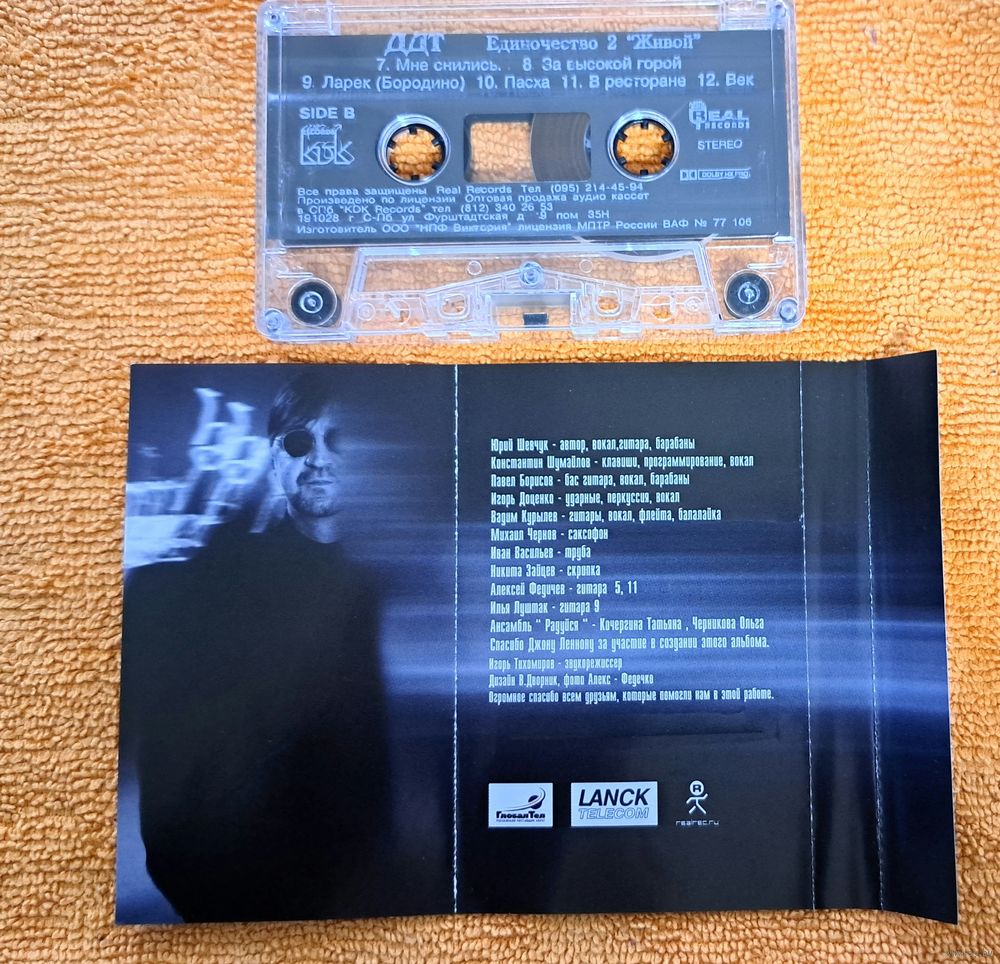 ДДТ Единочество 2 "Живой"
7. Мне снились. . 8 За высокой горой
9. Ларек (Бородино) 10. Пасха 11. В ресторане 12. Век
SIDE B
RECORDS
KDK
REAL
RECORDS
STEREO
DOLBY HX PRO
Все права защищены Real Records Тел (095) 214-45-94
Произведено по лицензии Оптовая продажа аудио кассет
в СПб "KDK Records" тел (812) 340 26 53
191028 г С-Пб ул Фурштадтская д 9 пом 35Н
Изготовитель ООО "НПФ Виктория" лицензия МПТР России ВАФ № 77 106
Юрий Шевчук - автор, вокал,гитара, барабаны
Константин Шумайлов - клавиши, программирование, вокал
Павел Борисов - бас гитара, вокал, барабаны
Игорь Доценко - ударные, перкуссия, вокал
Вадим Курылев - гитары, вокал, флейта, балалайка
Михаил Чернов - саксофон
Иван Васильев - труба
Никита Зайцев - скрипка
Алексей Федичев - гитара 5, 11
Илья Луштак - гитара 9
Ансамбль " Радуйся " - Кочергина Татьяна , Черникова Ольга
Спасибо Джону Леннону за участие в создании этого альбома.
Игорь Тихомиров - звукорежиссер
Дизайн В.Дворник, фото Алекс - Федечко
Огромное спасибо всем друзьям, которые помогли нам в этой работе.
ГлобалТел
LANCK
TELECOM
R
realrec.ru